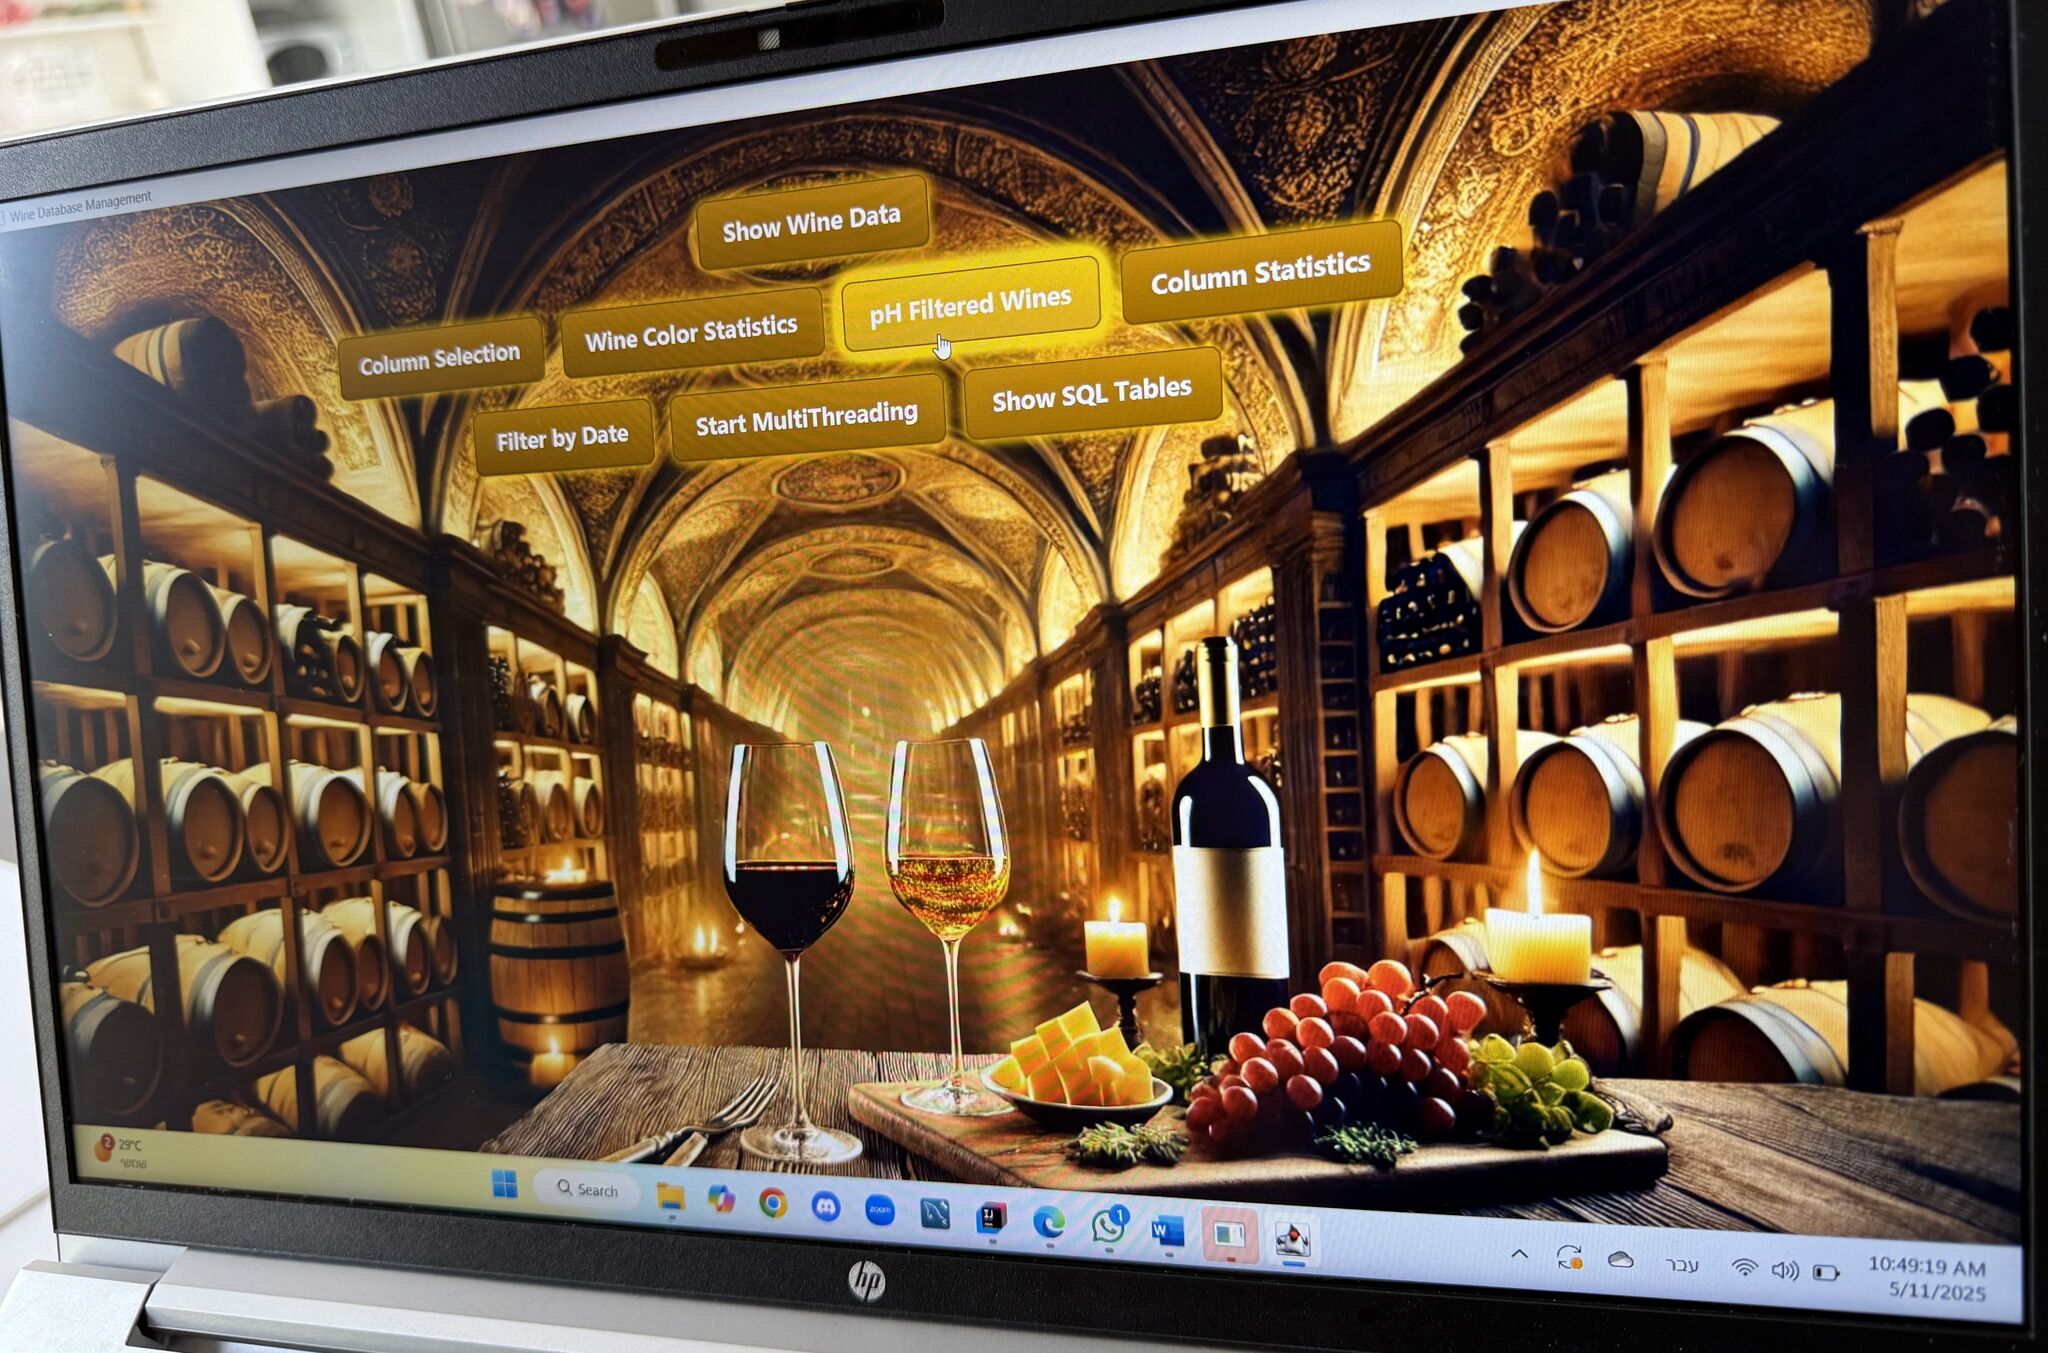 Wine Database Management
Show Wine Data
Column Selection
Wine Color Statistics
pH Filtered Wines
Column Statistics
Filter by Date
Start MultiThreading
Show SQL Tables
2
29°C
שמשי
Search
zoom
IJ
1
W
עבר
10:49:19 AM
5/11/2025
hp